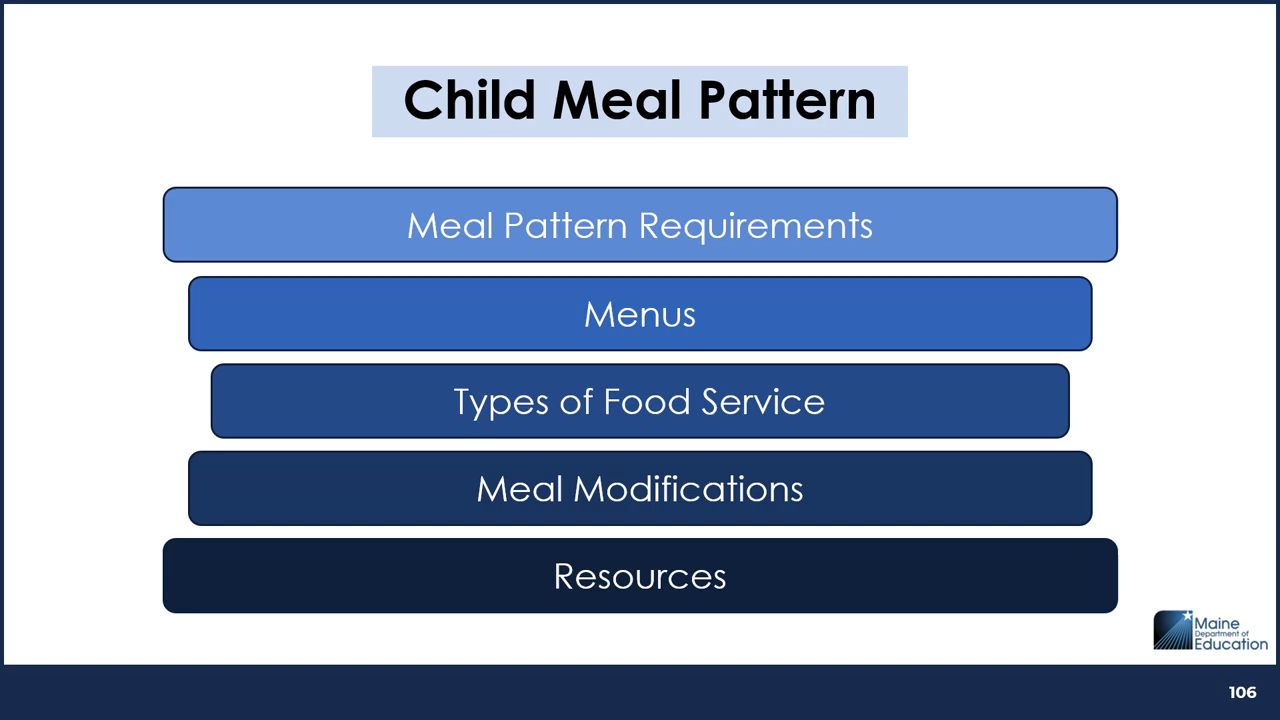 Child Meal Pattern
Meal Pattern Requirements
Menus
Types of Food Service
Meal Modifications
Resources
Maine
Department of
Education
106